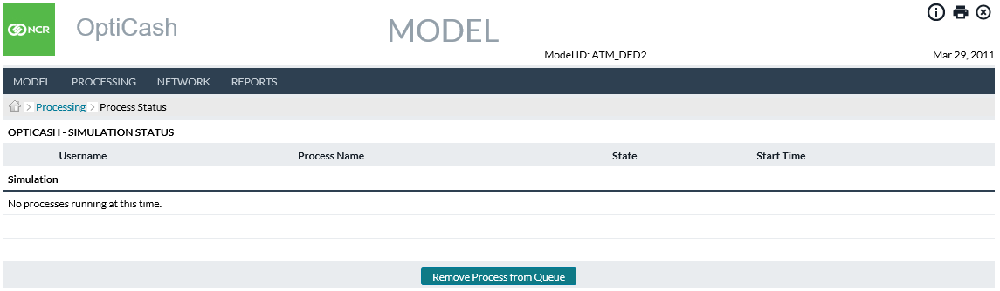 NCR
OptiCash
MODEL
Model ID: ATM_DED2
Mar 29, 2011
MODEL PROCESSING NETWORK REPORTS
Processing Process Status
OPTICASH - SIMULATION STATUS
Username Process Name State Start Time
Simulation
No processes running at this time.
Remove Process from Queue